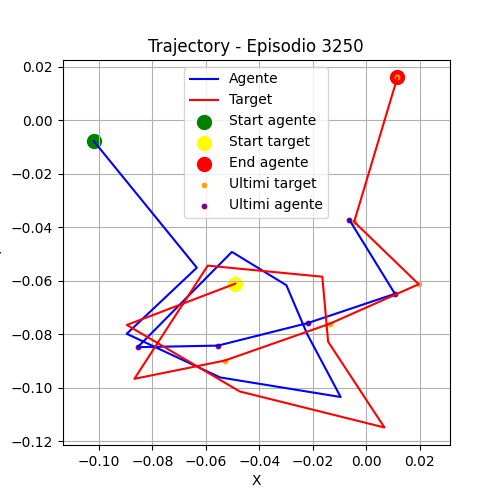 Trajectory - Episodio 3250
Agente
Target
Start agente
Start target
End agente
Ultimi target
Ultimi agente
0.02
0.00
−0.02
−0.04
−0.06
−0.08
−0.10
−0.12
−0.10
−0.08
−0.06
−0.04
−0.02
0.00
0.02
X